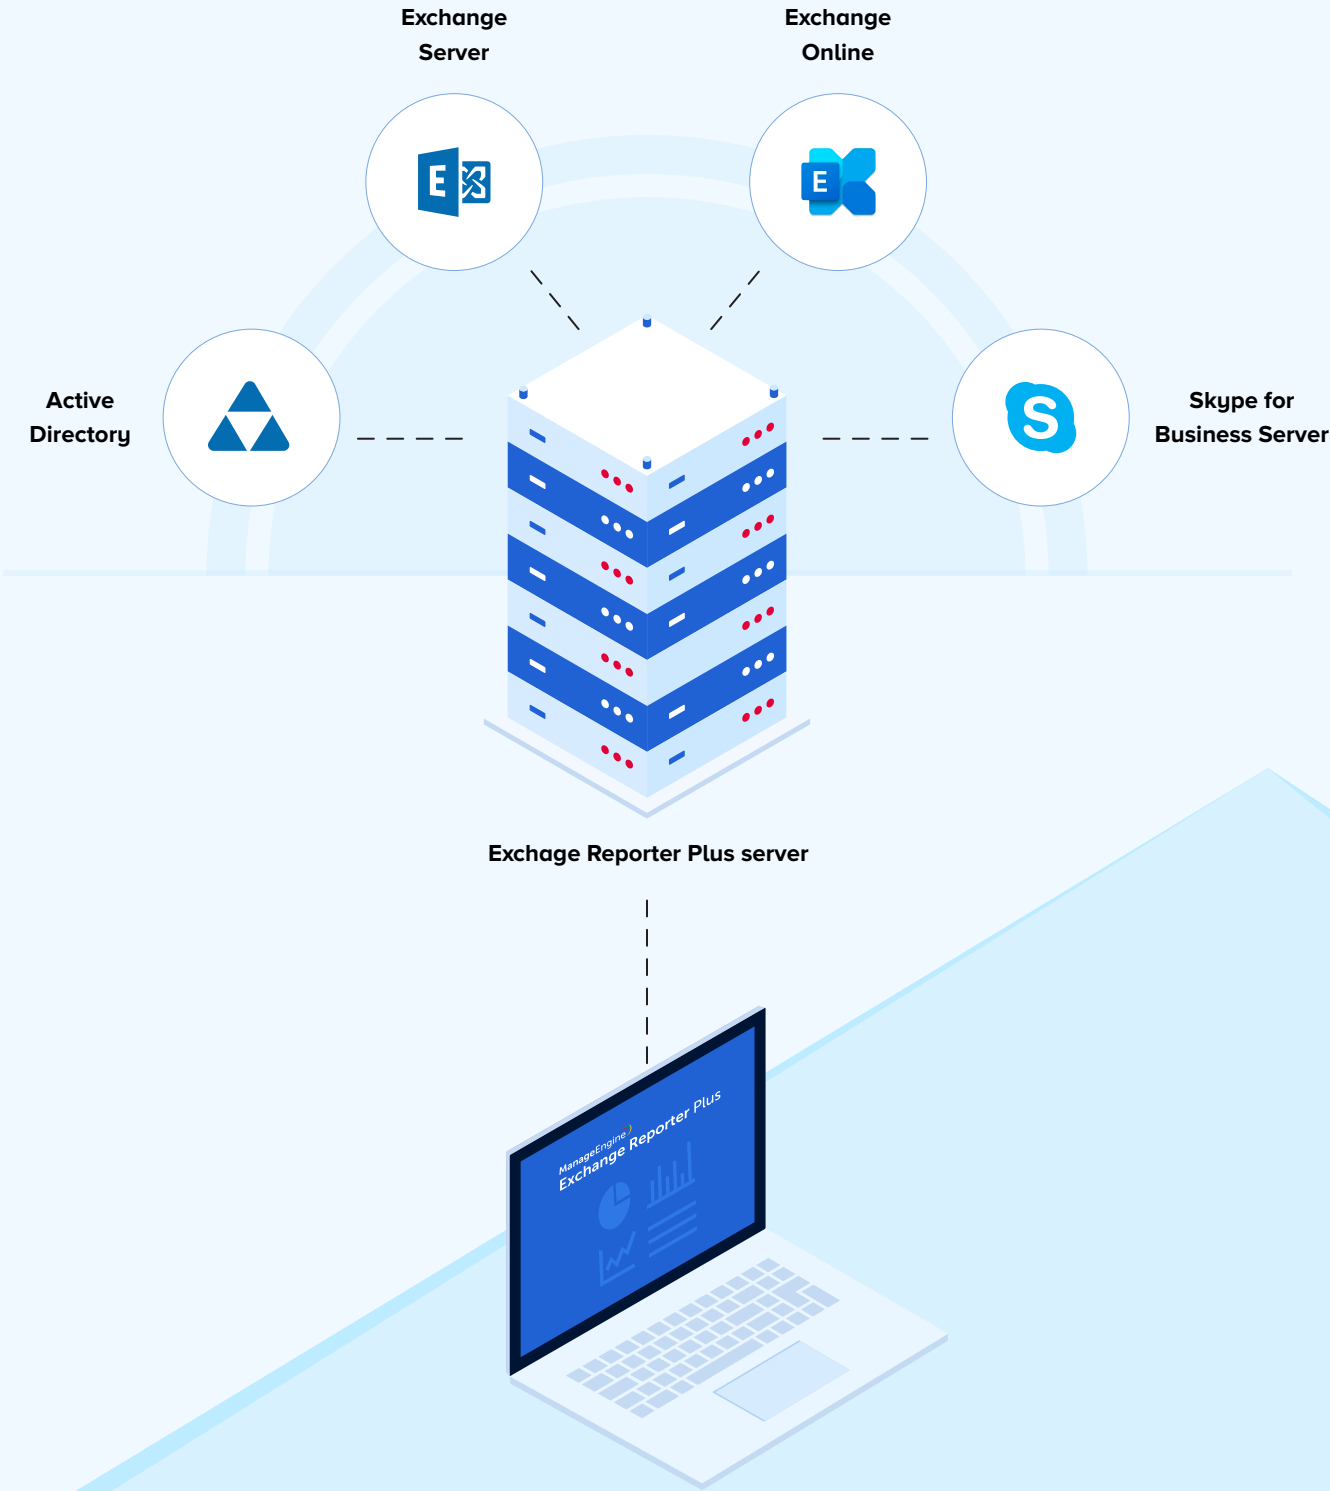 Exchange
Server
Exchange
Online
E
E
Active
Directory
S
Skype for
Business Server
Exchage Reporter Plus server
ManageEngine
Exchange Reporter Plus